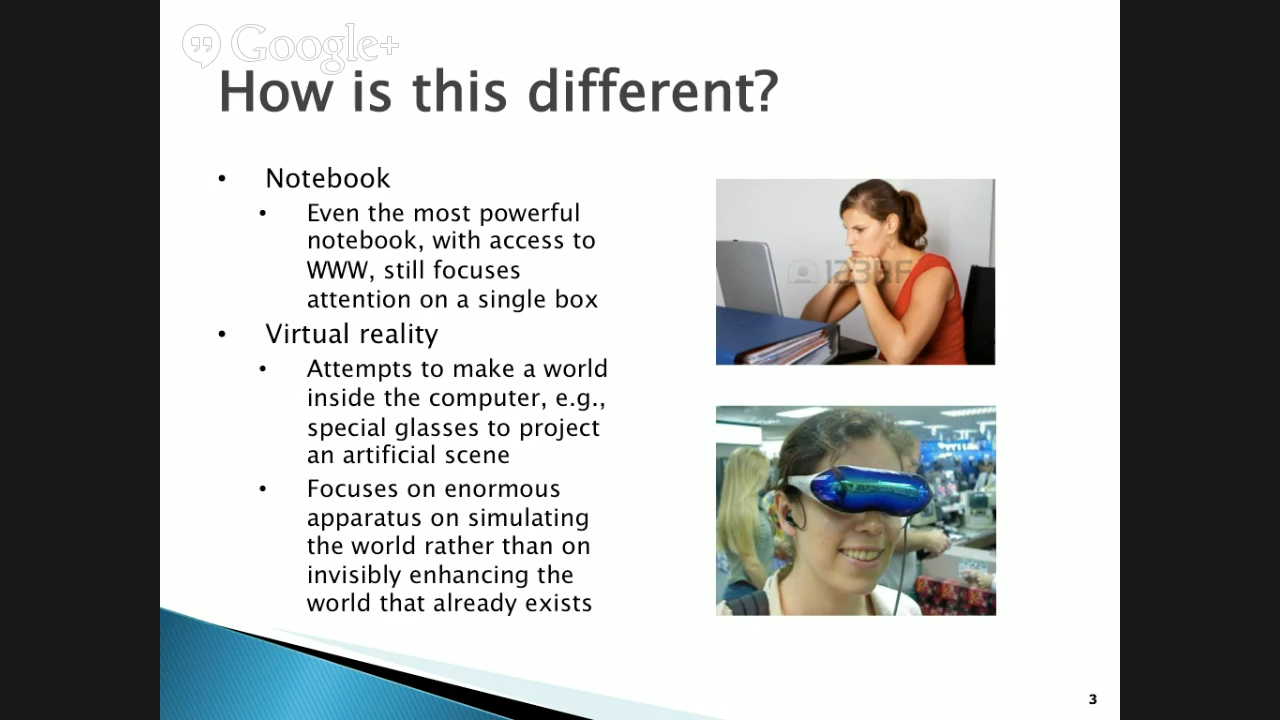 Google+
How is this different?
• Notebook
• Even the most powerful
notebook, with access to
WWW, still focuses
attention on a single box
• Virtual reality
• Attempts to make a world
inside the computer, e.g.,
special glasses to project
an artificial scene
• Focuses on enormous
apparatus on simulating
the world rather than on
invisibly enhancing the
world that already exists
123RF
3